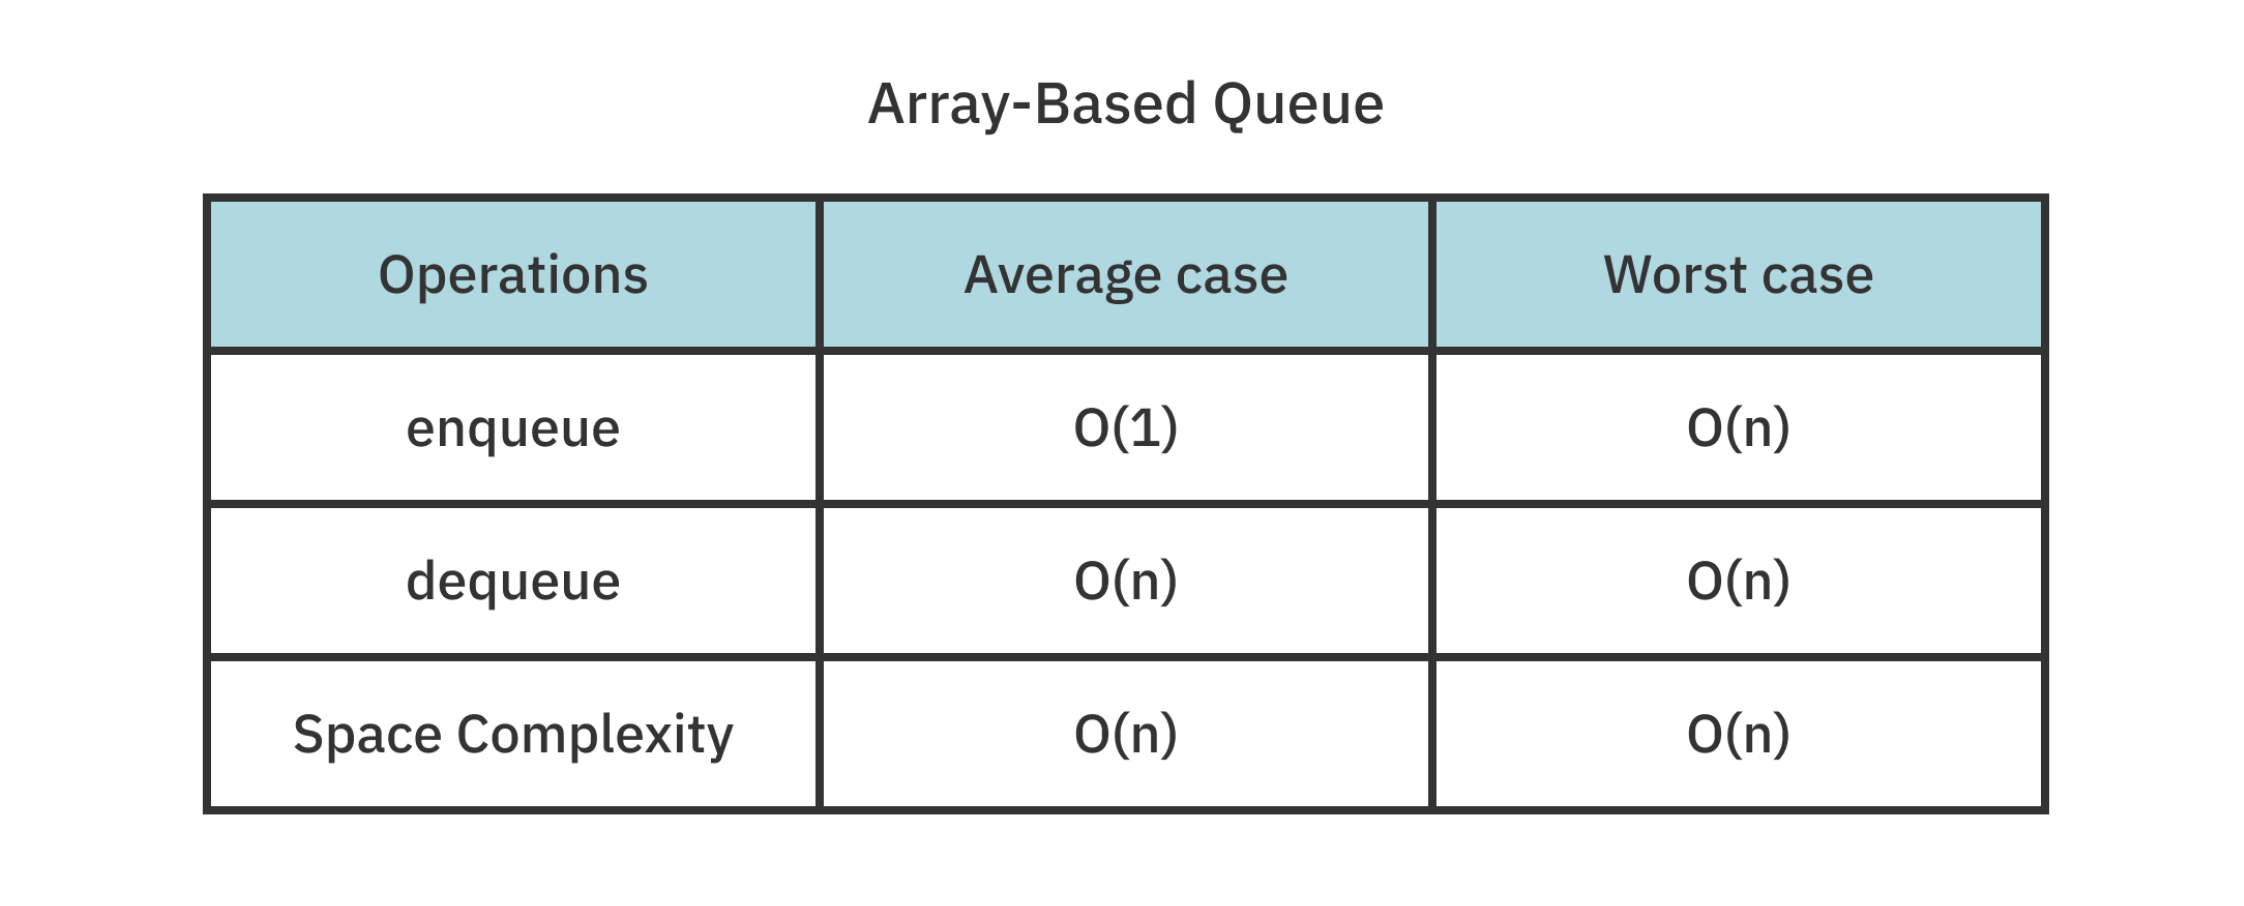 Array-Based Queue
Operations Average case Worst case
enqueue O(1) O(n)
dequeue O(n) O(n)
Space Complexity O(n) O(n)